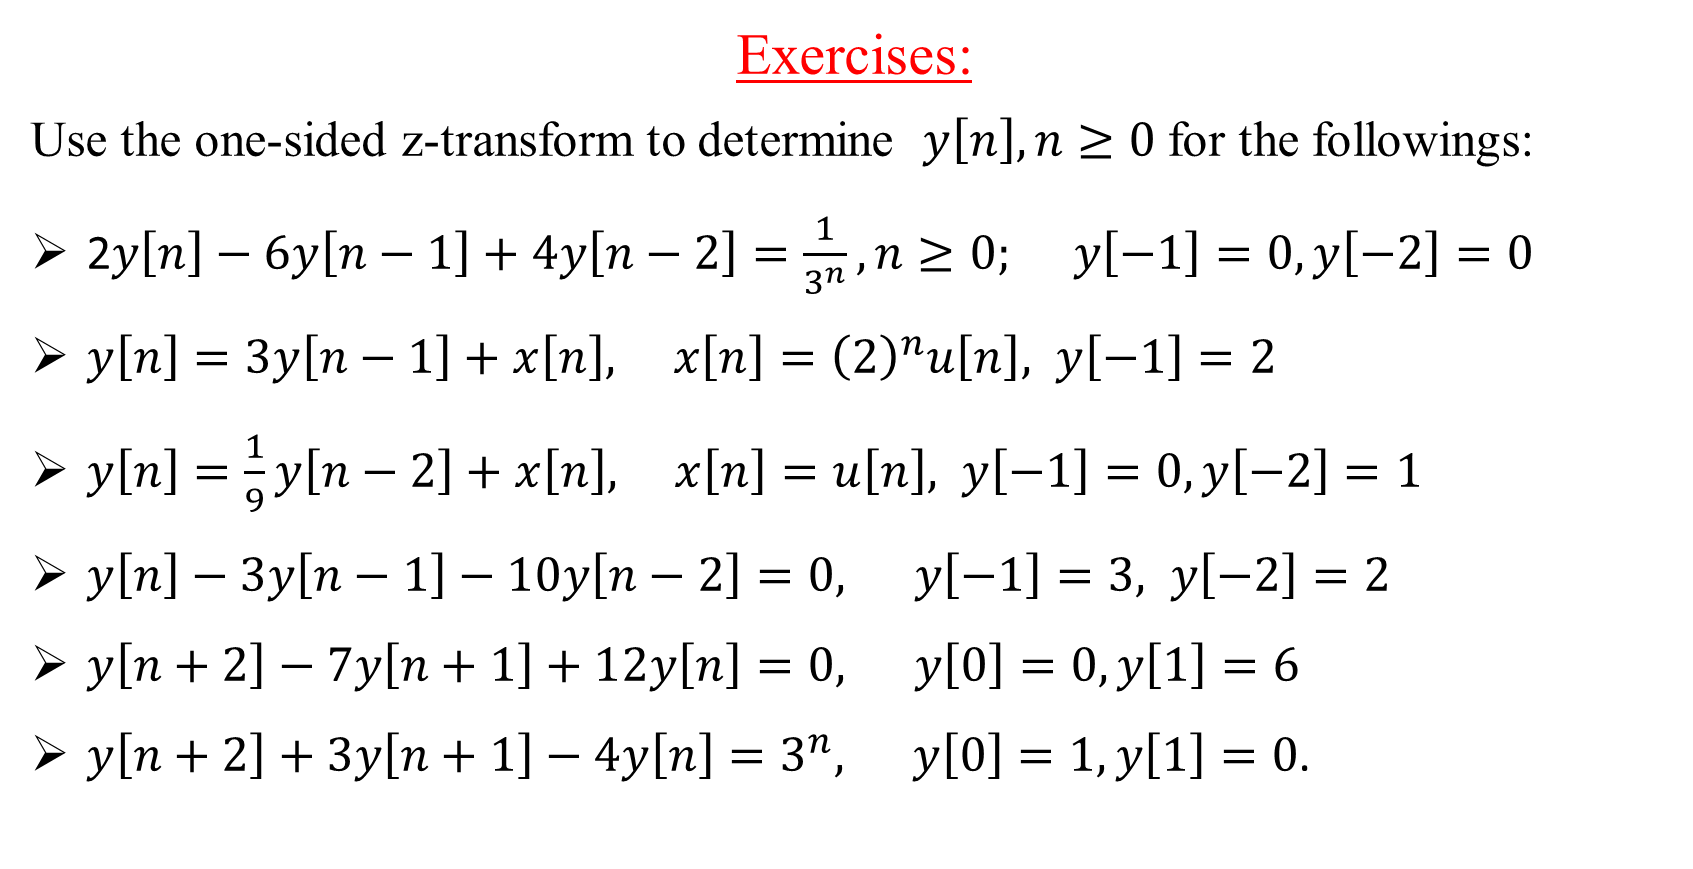 Exercises:
Use the one-sided z-transform to determine y[n], n ≥ 0 for the followings:
➢ 2y[n] − 6y[n − 1] + 4y[n − 2] = 1/3ⁿ, n ≥ 0; y[−1] = 0, y[−2] = 0
➢ y[n] = 3y[n − 1] + x[n], x[n] = (2)ⁿu[n], y[−1] = 2
➢ y[n] = 1/9 y[n − 2] + x[n], x[n] = u[n], y[−1] = 0, y[−2] = 1
➢ y[n] − 3y[n − 1] − 10y[n − 2] = 0, y[−1] = 3, y[−2] = 2
➢ y[n + 2] − 7y[n + 1] + 12y[n] = 0, y[0] = 0, y[1] = 6
➢ y[n + 2] + 3y[n + 1] − 4y[n] = 3ⁿ, y[0] = 1, y[1] = 0.